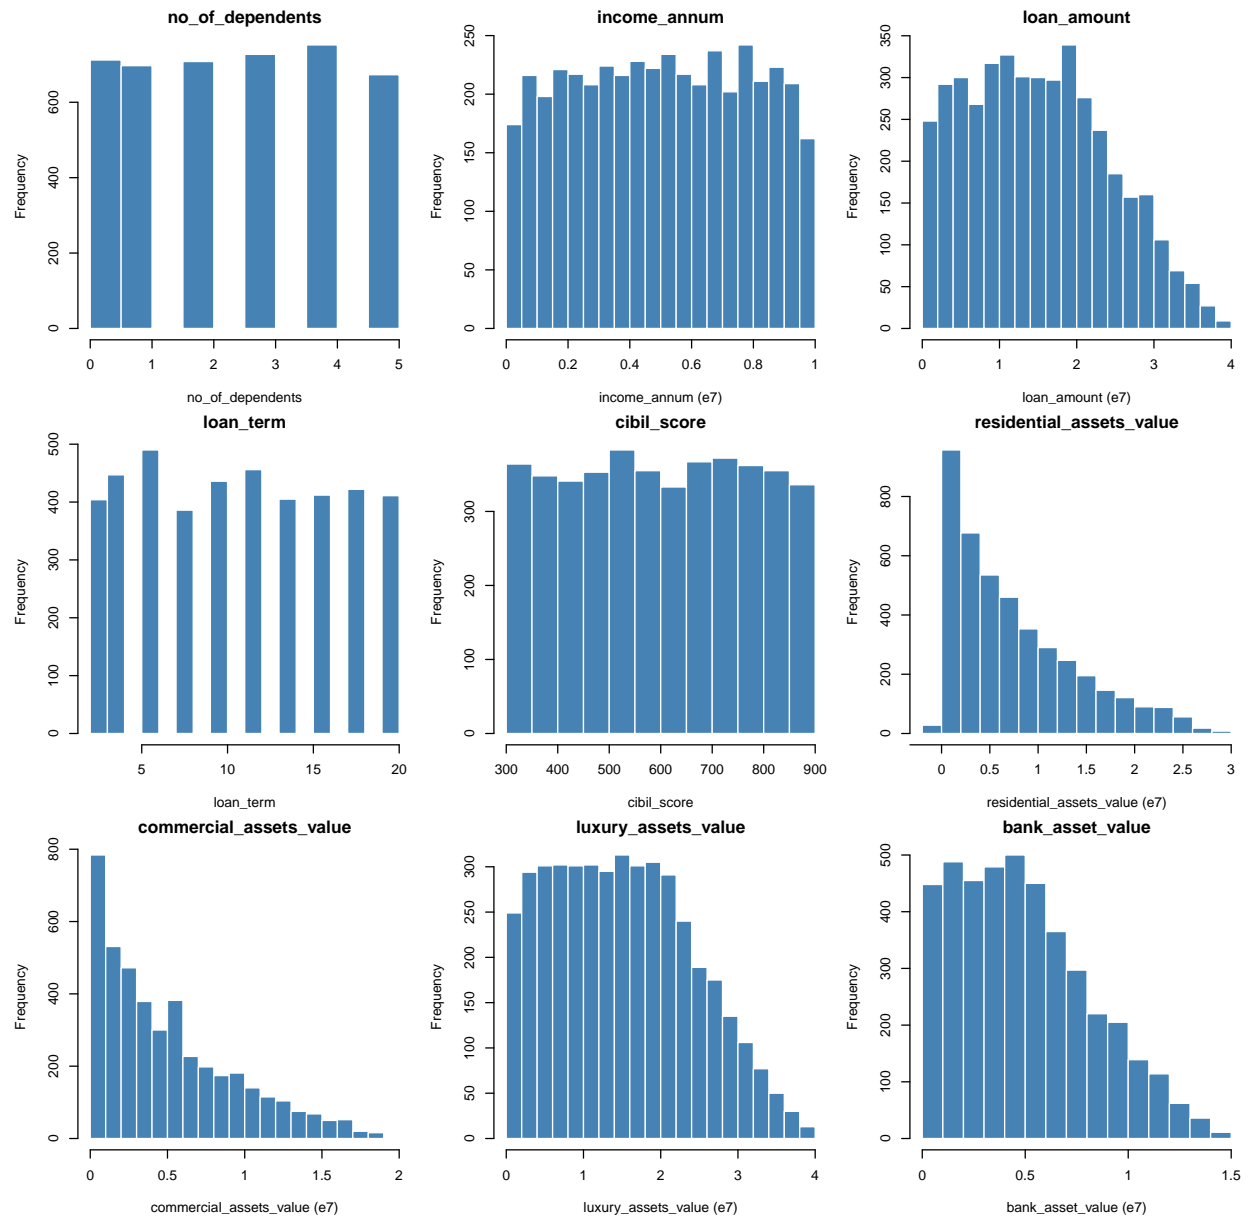 no_of_dependents
Frequency
0 200 400 600
0 1 2 3 4 5
no_of_dependents
income_annum
Frequency
0 50 100 150 200 250
0 0.2 0.4 0.6 0.8 1
income_annum (e7)
loan_amount
Frequency
0 50 100 150 200 250 300 350
0 1 2 3 4
loan_amount (e7)
loan_term
Frequency
0 100 200 300 400 500
5 10 15 20
loan_term
cibil_score
Frequency
0 100 200 300
300 400 500 600 700 800 900
cibil_score
residential_assets_value
Frequency
0 200 400 600 800
0 0.5 1 1.5 2 2.5 3
residential_assets_value (e7)
commercial_assets_value
Frequency
0 200 400 600 800
0 0.5 1 1.5 2
commercial_assets_value (e7)
luxury_assets_value
Frequency
0 50 100 150 200 250 300
0 1 2 3 4
luxury_assets_value (e7)
bank_asset_value
Frequency
0 100 200 300 400 500
0 0.5 1 1.5
bank_asset_value (e7)